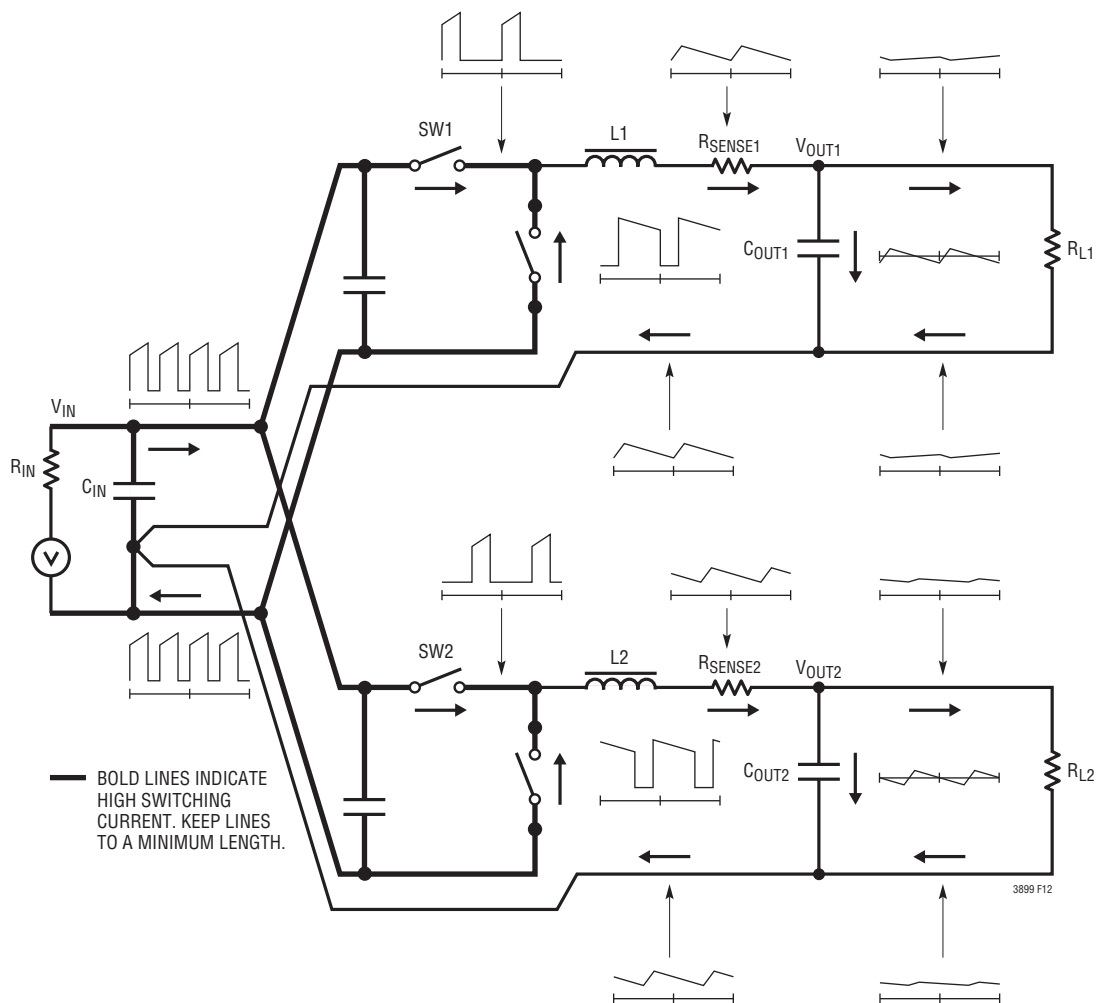 SW1
L1
RSENSE1
VOUT1
COUT1
RL1
VIN
RIN
CIN
V
SW2
L2
RSENSE2
VOUT2
COUT2
RL2
BOLD LINES INDICATE
HIGH SWITCHING
CURRENT. KEEP LINES
TO A MINIMUM LENGTH.
3899 F12